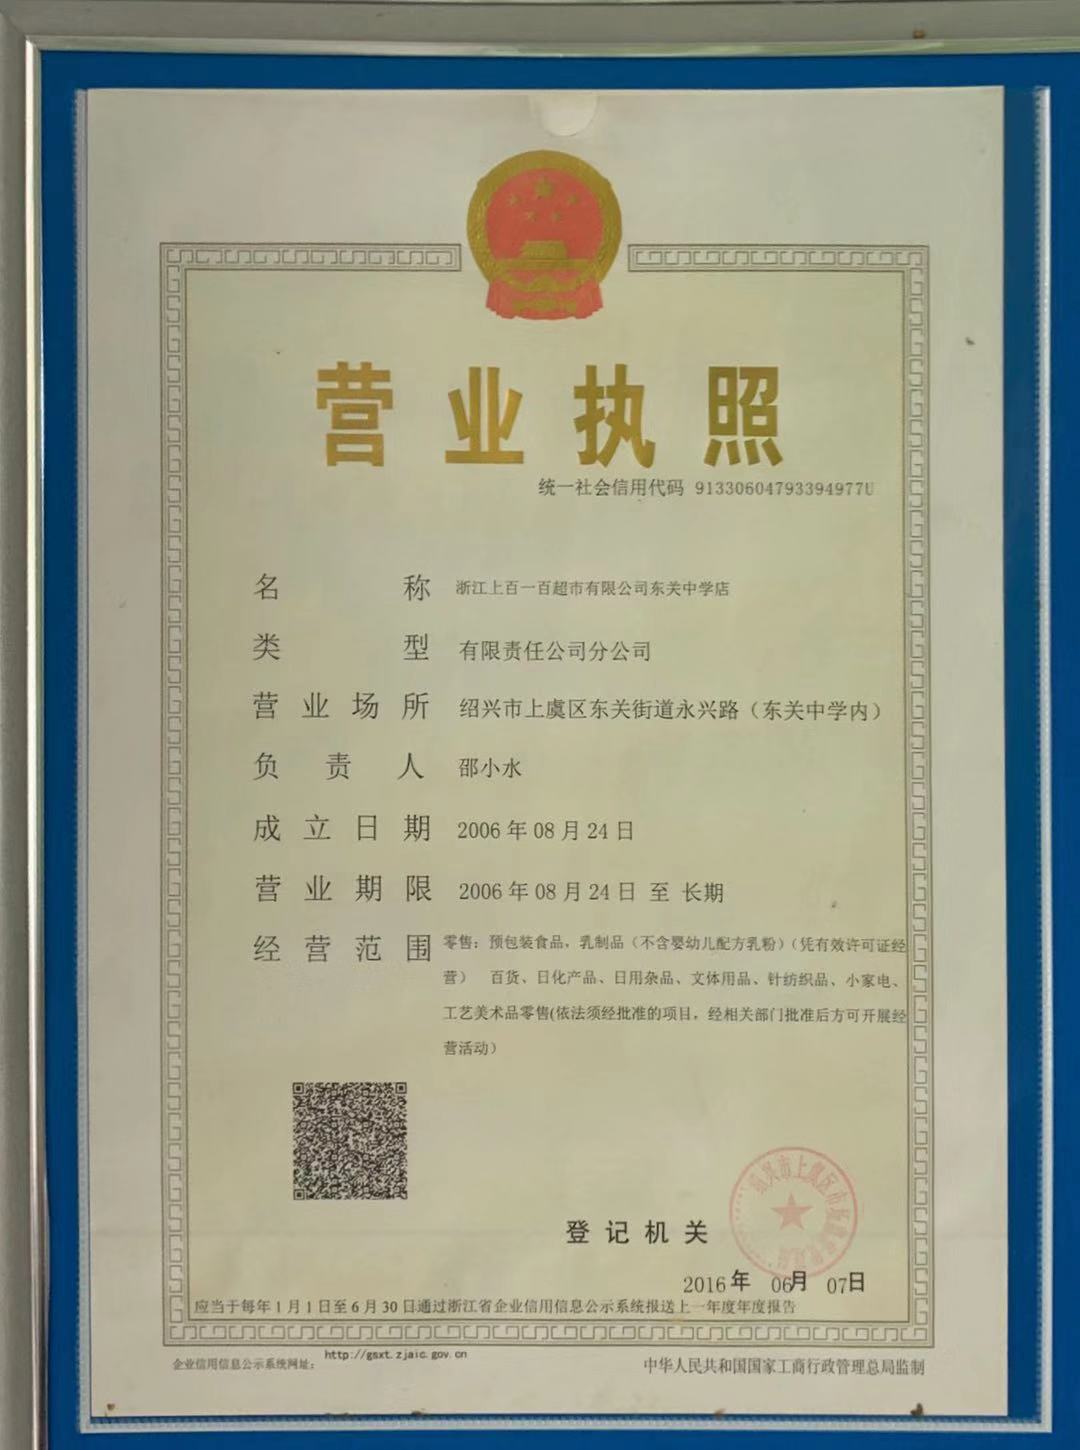 营业执照
统一社会信用代码 91330604793394977U
名称 浙江上百一百超市有限公司东关中学店
类型 有限责任公司分公司
营业场所 绍兴市上虞区东关街道永兴路（东关中学内）
负责人 邵小水
成立日期 2006年08月24日
营业期限 2006年08月24日 至 长期
经营范围 零售：预包装食品，乳制品（不含婴幼儿配方乳粉）（凭有效许可证经
营） 百货、日化产品、日用杂品、文体用品、针纺织品、小家电、
工艺美术品零售(依法须经批准的项目，经相关部门批准后方可开展经
营活动）
绍兴市上虞区市场
登记机关
2016年 06月 07日
应当于每年1月1日至6月30日通过浙江省企业信用信息公示系统报送上一年度年度报告
企业信用信息公示系统网址： http://gsxt.zjaic.gov.cn
中华人民共和国国家工商行政管理总局监制